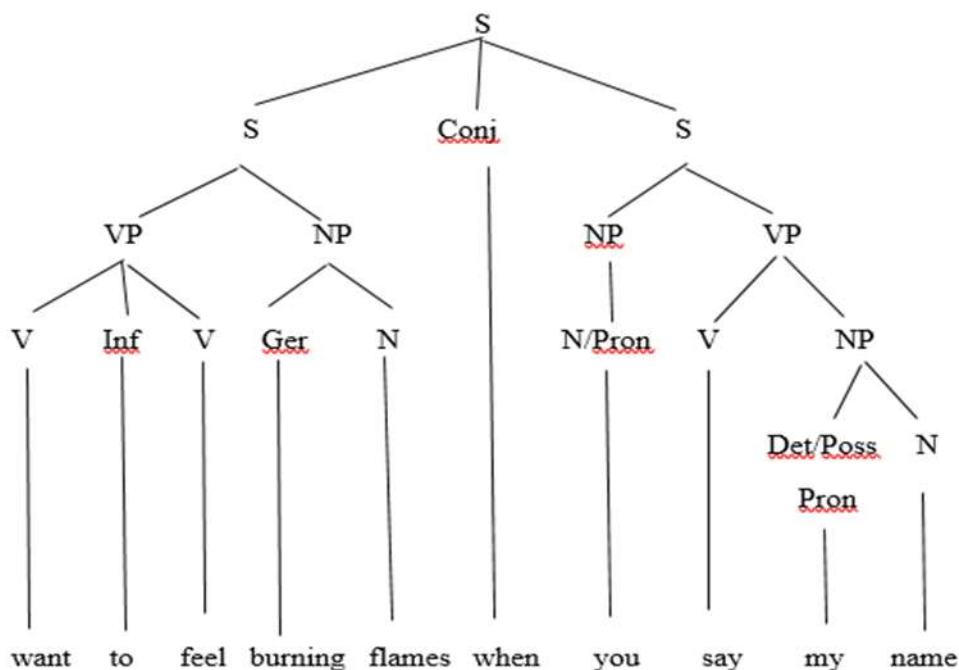 S
S Conj S
VP NP NP VP
V Inf V Ger N N/Pron V NP
Det/Poss N
Pron
want to feel burning flames when you say my name